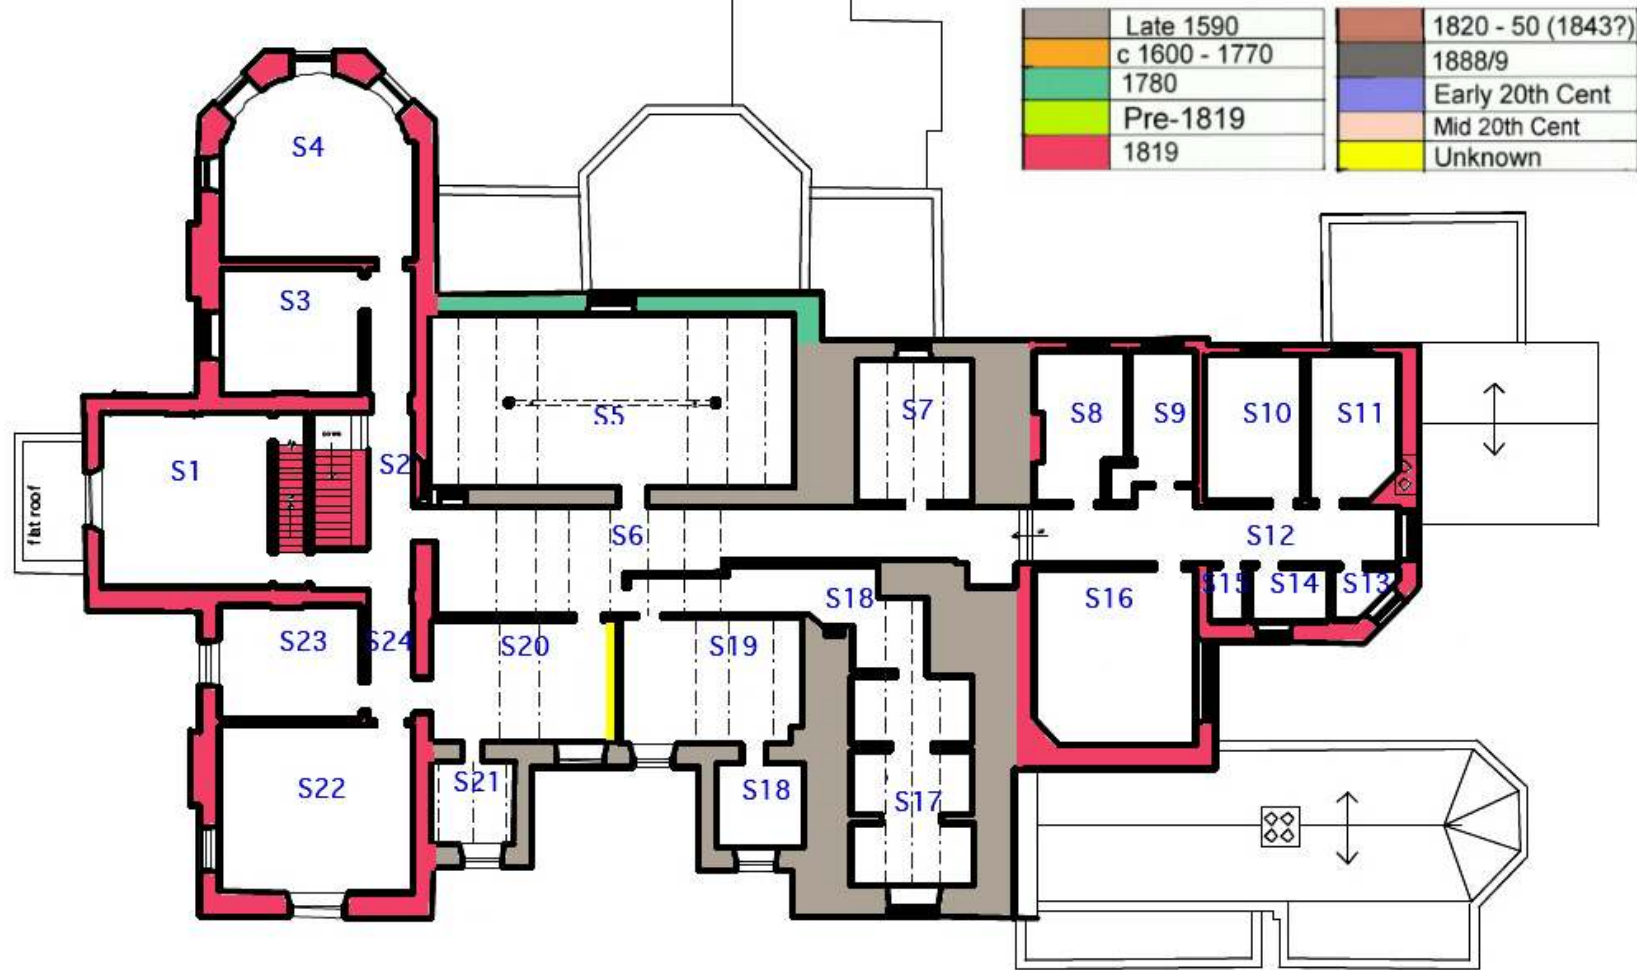 Late 1590
c 1600 - 1770
1780
Pre-1819
1819
1820 - 50 (1843?)
1888/9
Early 20th Cent
Mid 20th Cent
Unknown
S4
S3
S1
S2
S5
S7
S8
S9
S10
S11
flat roof
S6
S12
S18
S16
S15
S14
S13
S23
S24
S20
S19
S22
S21
S18
S17